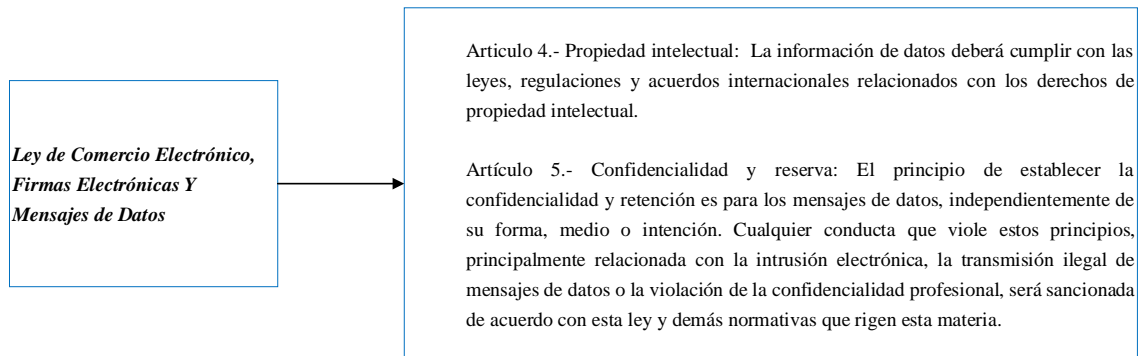 Ley de Comercio Electrónico,
Firmas Electrónicas Y
Mensajes de Datos
Articulo 4.- Propiedad intelectual: La información de datos deberá cumplir con las
leyes, regulaciones y acuerdos internacionales relacionados con los derechos de
propiedad intelectual.
Artículo 5.- Confidencialidad y reserva: El principio de establecer la
confidencialidad y retención es para los mensajes de datos, independientemente de
su forma, medio o intención. Cualquier conducta que viole estos principios,
principalmente relacionada con la intrusión electrónica, la transmisión ilegal de
mensajes de datos o la violación de la confidencialidad profesional, será sancionada
de acuerdo con esta ley y demás normativas que rigen esta materia.